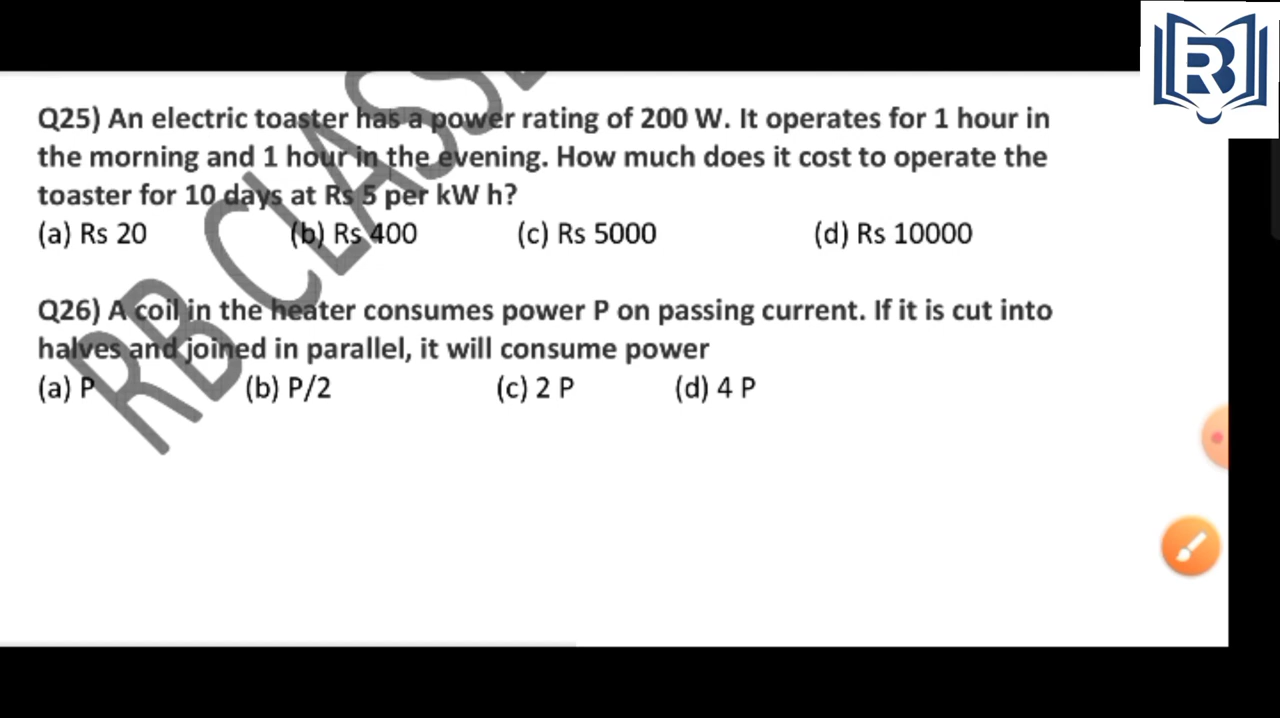 Q25) An electric toaster has a power rating of 200 W. It operates for 1 hour in
the morning and 1 hour in the evening. How much does it cost to operate the
toaster for 10 days at Rs 5 per kW h?
(a) Rs 20 (b) Rs 400 (c) Rs 5000 (d) Rs 10000
Q26) A coil in the heater consumes power P on passing current. If it is cut into
halves and joined in parallel, it will consume power
(a) P (b) P/2 (c) 2 P (d) 4 P
RB CLASSE
RB